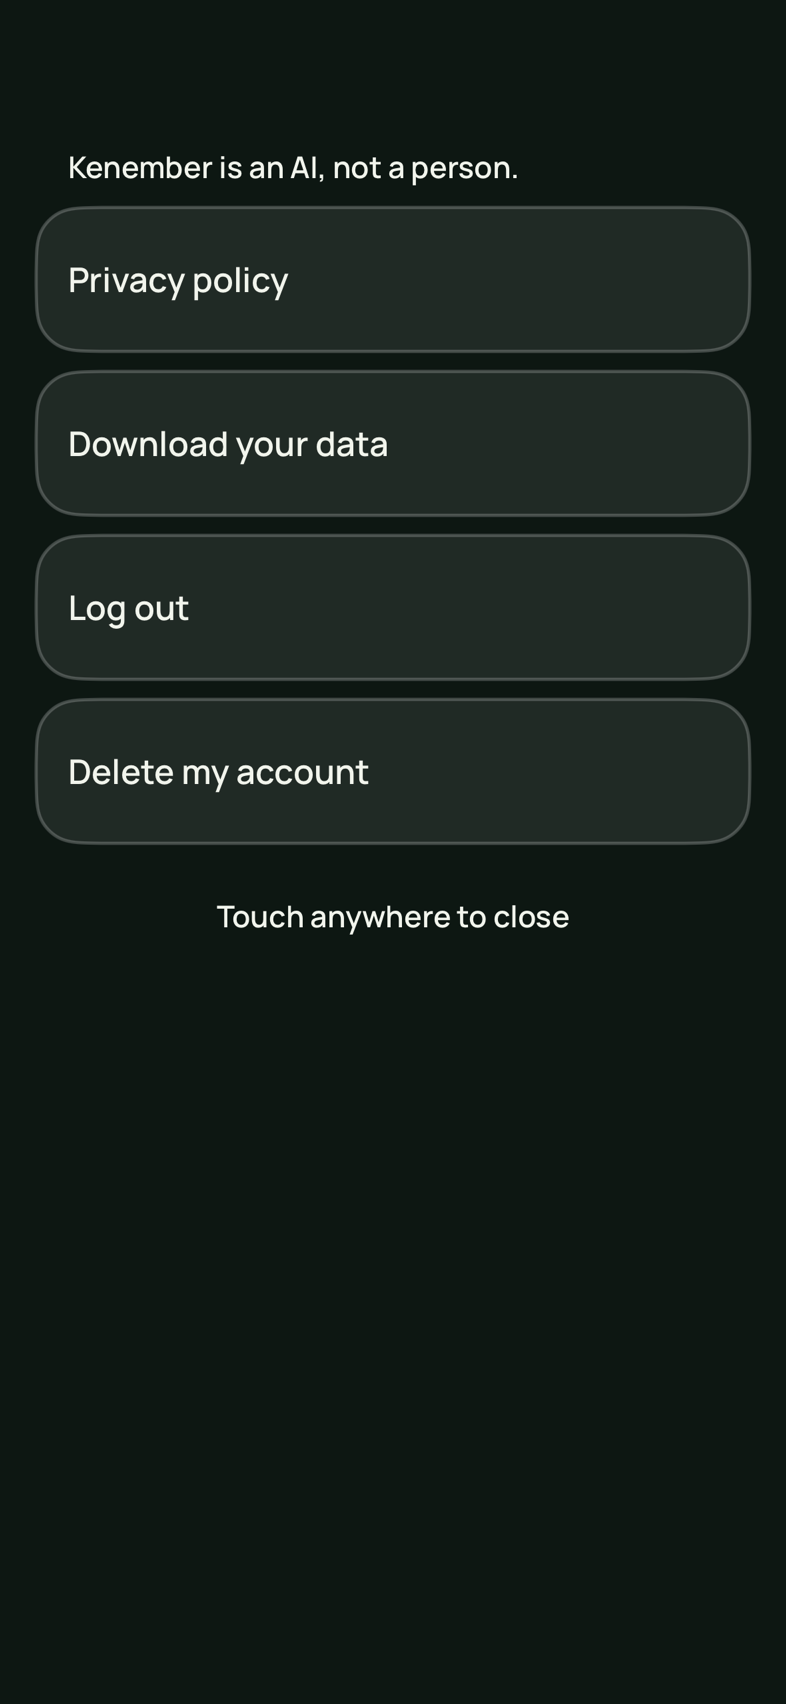 Kenember is an AI, not a person.
Privacy policy
Download your data
Log out
Delete my account
Touch anywhere to close